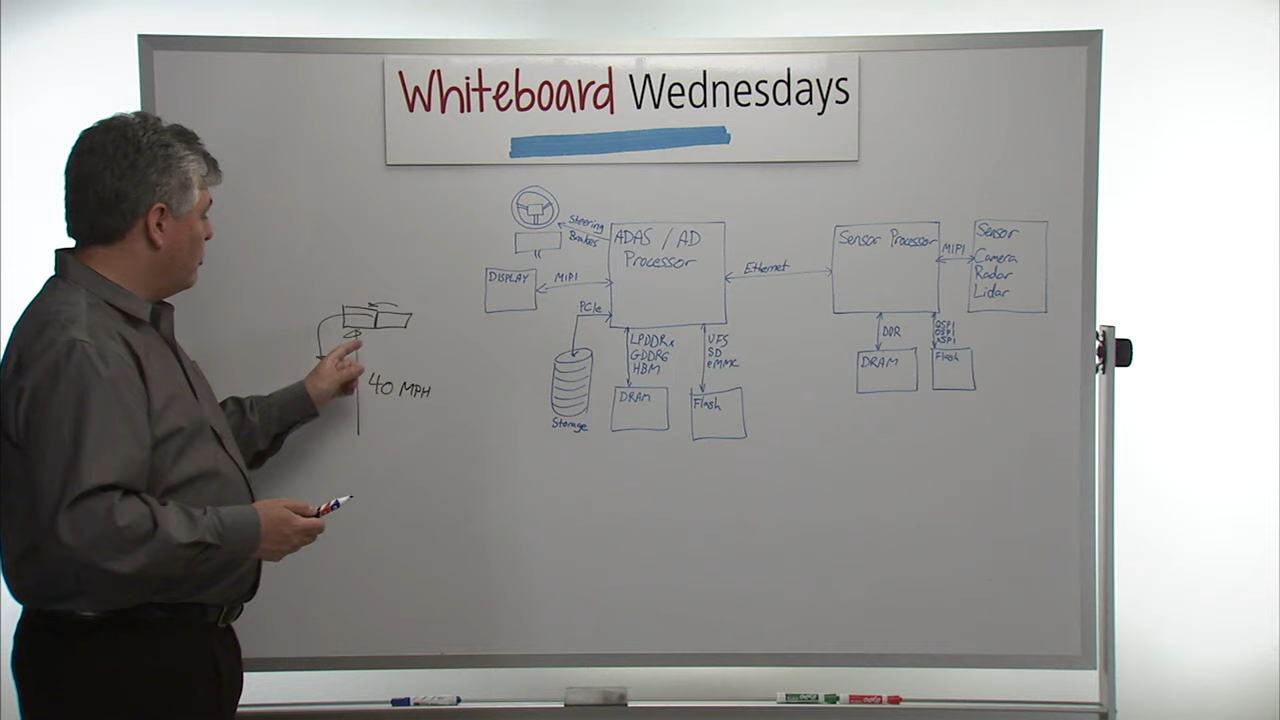 Whiteboard Wednesdays
Steering
Brakes
ADAS / AD
Processor
DISPLAY
MIPI
PCIe
Ethernet
Sensor Processor
MIPI
Sensor
Camera
Radar
Lidar
40 MPH
Storage
LPDDRx
GDDR6
HBM
DRAM
UFS
SD
eMMC
Flash
DDR
DRAM
QSPI
OSPI
xSPI
Flash